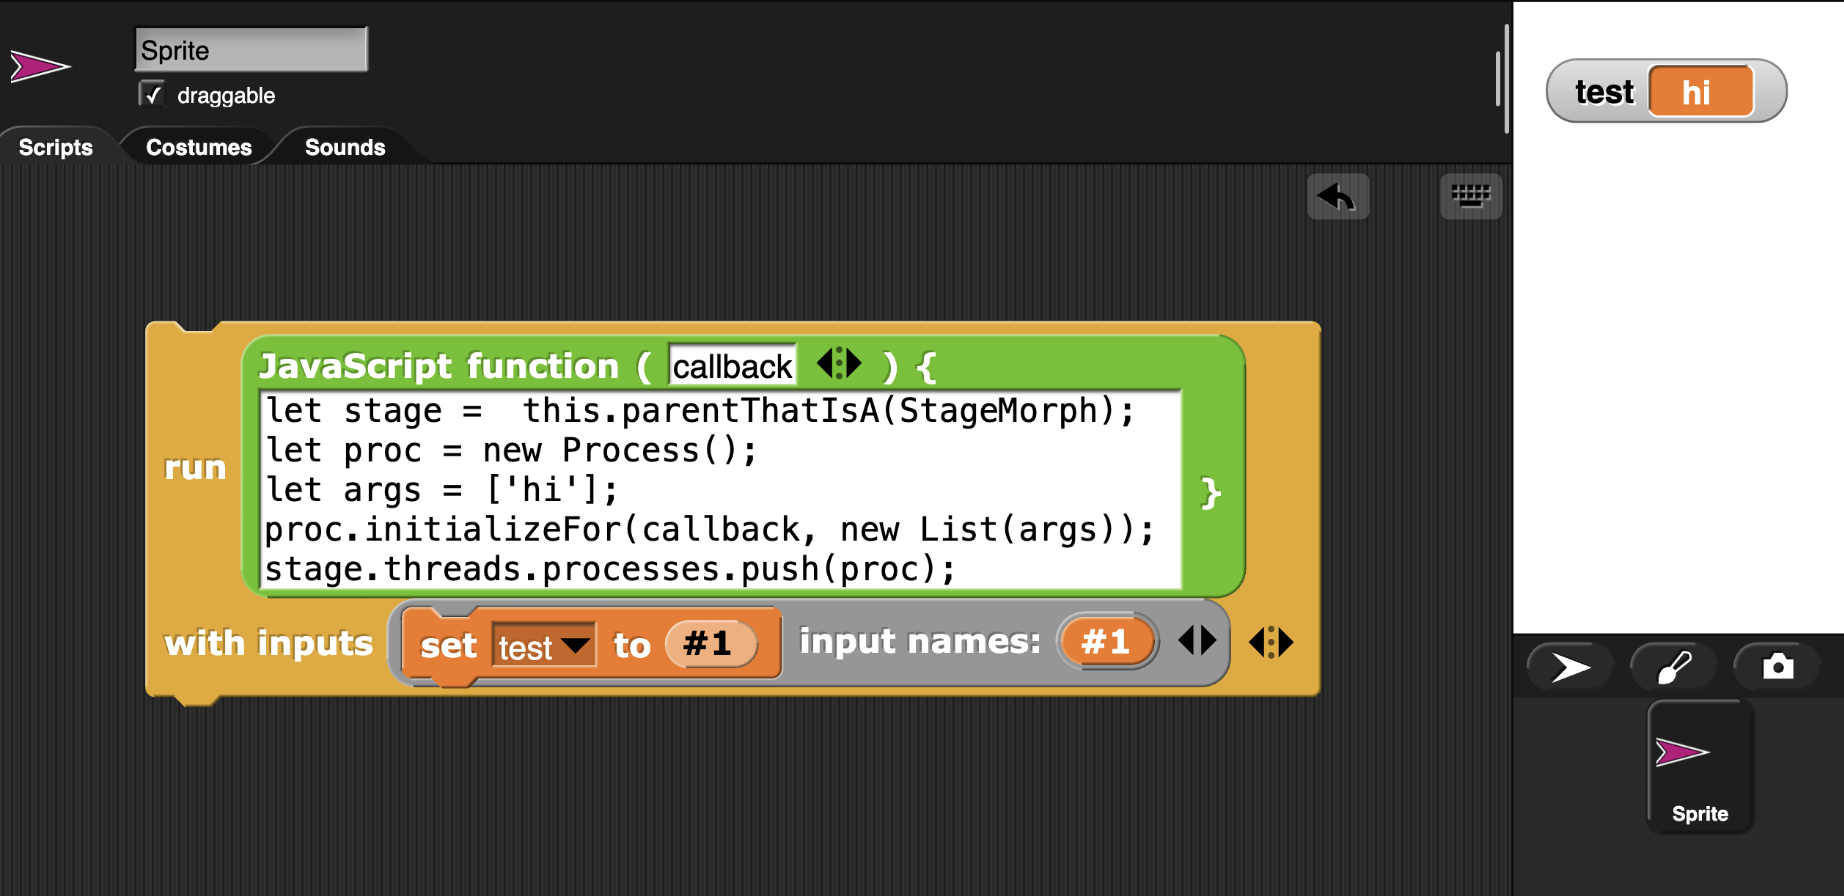 Sprite
draggable
Scripts Costumes Sounds
test hi
JavaScript function ( callback ) {
let stage =  this.parentThatIsA(StageMorph);
let proc = new Process();
run
let args = ['hi'];
}
proc.initializeFor(callback, new List(args));
stage.threads.processes.push(proc);
with inputs set test to #1 input names: #1
Sprite